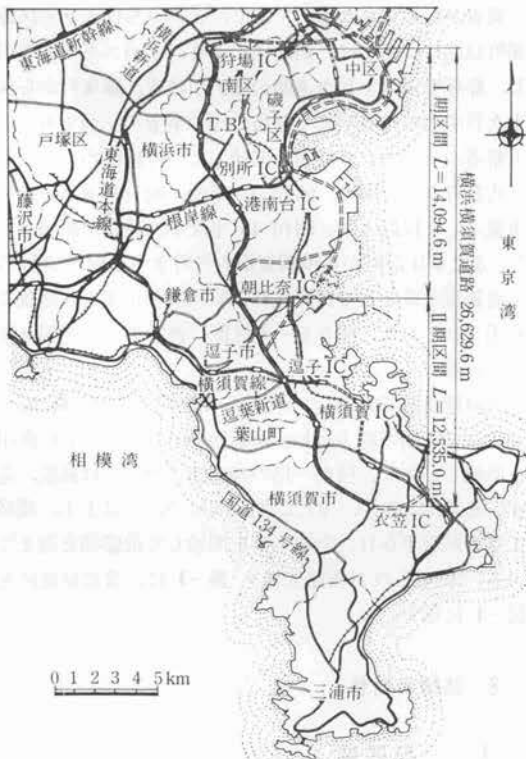 東海道新幹線
横浜新道
狩場IC
中区
南区
磯子区
T.B
戸塚区
横浜市
別所IC
東海道本線
藤沢市
根岸線
港南台IC
朝比奈IC
鎌倉市
逗子市
逗子IC
横須賀線
横須賀IC
逗葉新道
葉山町
相模湾
横須賀市
衣笠IC
国道134号線
三浦市
東京湾
横浜横須賀道路 26,629.6 m
I期区間 L=14,094.6 m
II期区間 L=12,535.0 m
0 1 2 3 4 5km